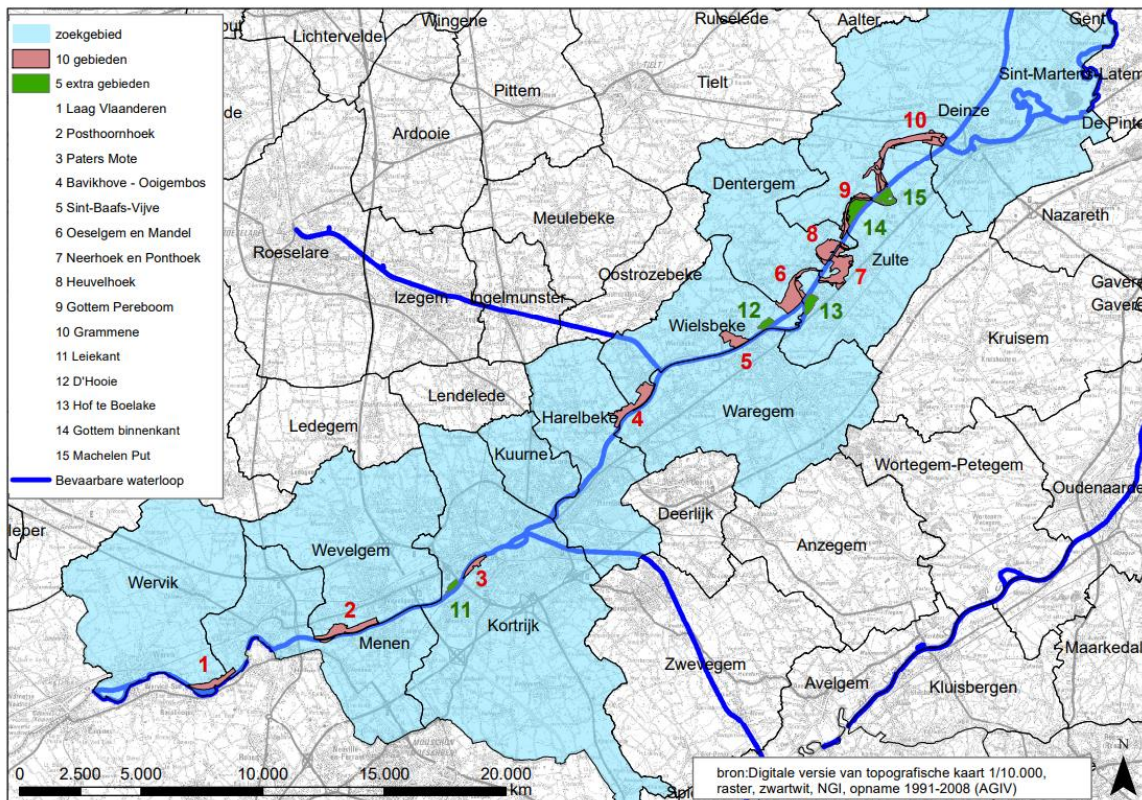 zoekgebied
10 gebieden
5 extra gebieden
1 Laag Vlaanderen
2 Posthoornhoek
3 Paters Mote
4 Bavikhove - Ooigembos
5 Sint-Baafs-Vijve
6 Oeselgem en Mandel
7 Neerhoek en Ponthoek
8 Heuvelhoek
9 Gottem Pereboom
10 Grammene
11 Leiekant
12 D'Hooie
13 Hof te Boelake
14 Gottem binnenkant
15 Machelen Put
Bevaarbare waterloop
Wingene
Ruiselede
Aalter
Gent
Lichtervelde
Sint-Martens-Latem
Pittem
Tielt
Deinze
De Pinte
Ardooie
10
Dentergem
9
15
Nazareth
Meulebeke
14
Roeselare
8
Zulte
Oostrozebeke
6
7
Izegem
Ingelmunster
Gavere
Gavere
12
13
Wielsbeke
Kruisem
5
Lendelede
Waregem
Harelbeke
4
Ledegem
Kuurne
Wortegem-Petegem
Oudenaarde
Ieper
Deerlijk
Wevelgem
Anzegem
Wervik
3
2
11
Kortrijk
Menen
Maarkedal
1
Zwevegem
Avelgem
Kluisbergen
N
0 2.500 5.000 10.000 15.000 20.000
km
bron:Digitale versie van topografische kaart 1/10.000,
raster, zwartwit, NGI, opname 1991-2008 (AGIV)